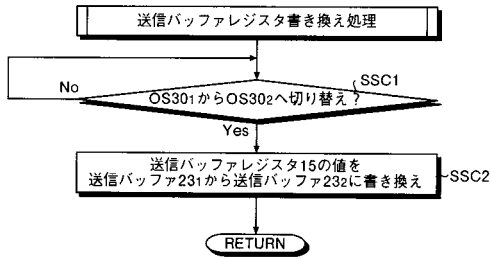 送信バッファレジスタ書き換え処理
SSC1
No
OS30₁からOS30₂へ切り替え?
Yes
送信バッファレジスタ15の値を
送信バッファ23₁から送信バッファ23₂に書き換え
SSC2
RETURN